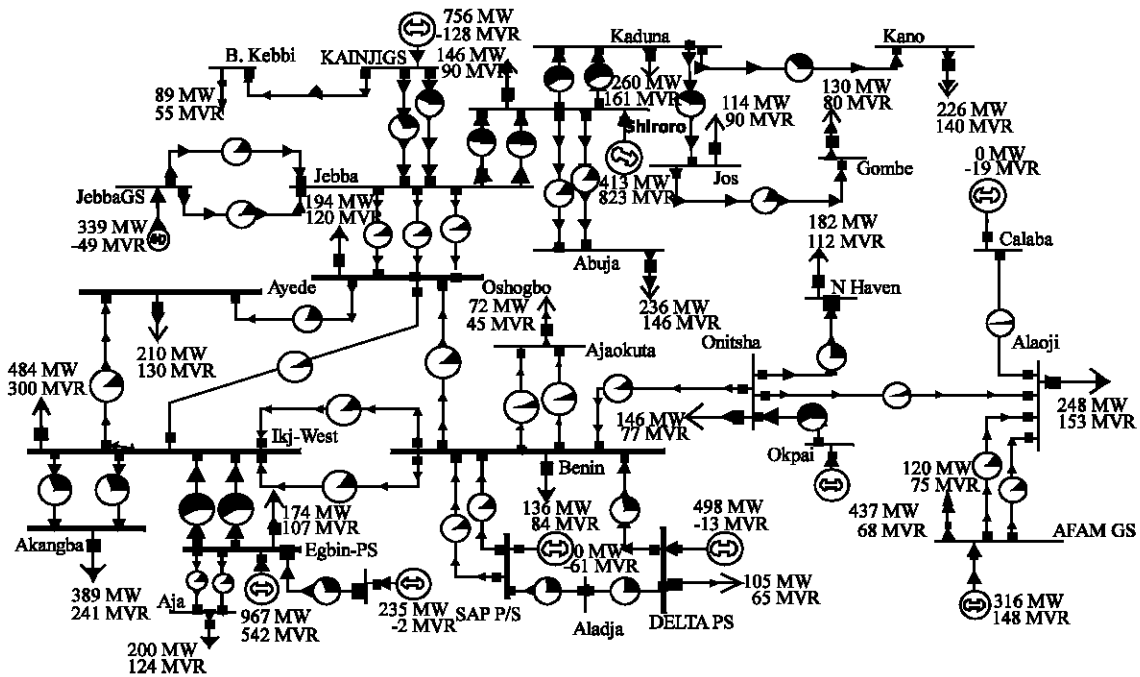 756 MW
-128 MVR
Kaduna
Kano
B. Kebbi
KAINJIGS
146 MW
90 MVR
89 MW
55 MVR
260 MW
161 MVR
114 MW
90 MVR
130 MW
80 MVR
226 MW
140 MVR
Shiroro
0 MW
-19 MVR
Jebba
Jos
Gombe
JebbaGS
413 MW
823 MVR
194 MW
120 MVR
339 MW
-49 MVR
182 MW
112 MVR
Calaba
Abuja
Ayede
Oshogbo
N Haven
72 MW
45 MVR
236 MW
146 MVR
Onitsha
Alaoji
210 MW
130 MVR
Ajaokuta
484 MW
300 MVR
248 MW
153 MVR
146 MW
77 MVR
Ikj-West
Benin
Okpai
120 MW
75 MVR
174 MW
107 MVR
136 MW
84 MVR
498 MW
-13 MVR
437 MW
68 MVR
Akangba
Egbin-PS
0 MW
-61 MVR
AFAM GS
389 MW
241 MVR
Aja
967 MW
542 MVR
235 MW
-2 MVR
SAP P/S
Aladja
DELTA PS
105 MW
65 MVR
316 MW
148 MVR
200 MW
124 MVR